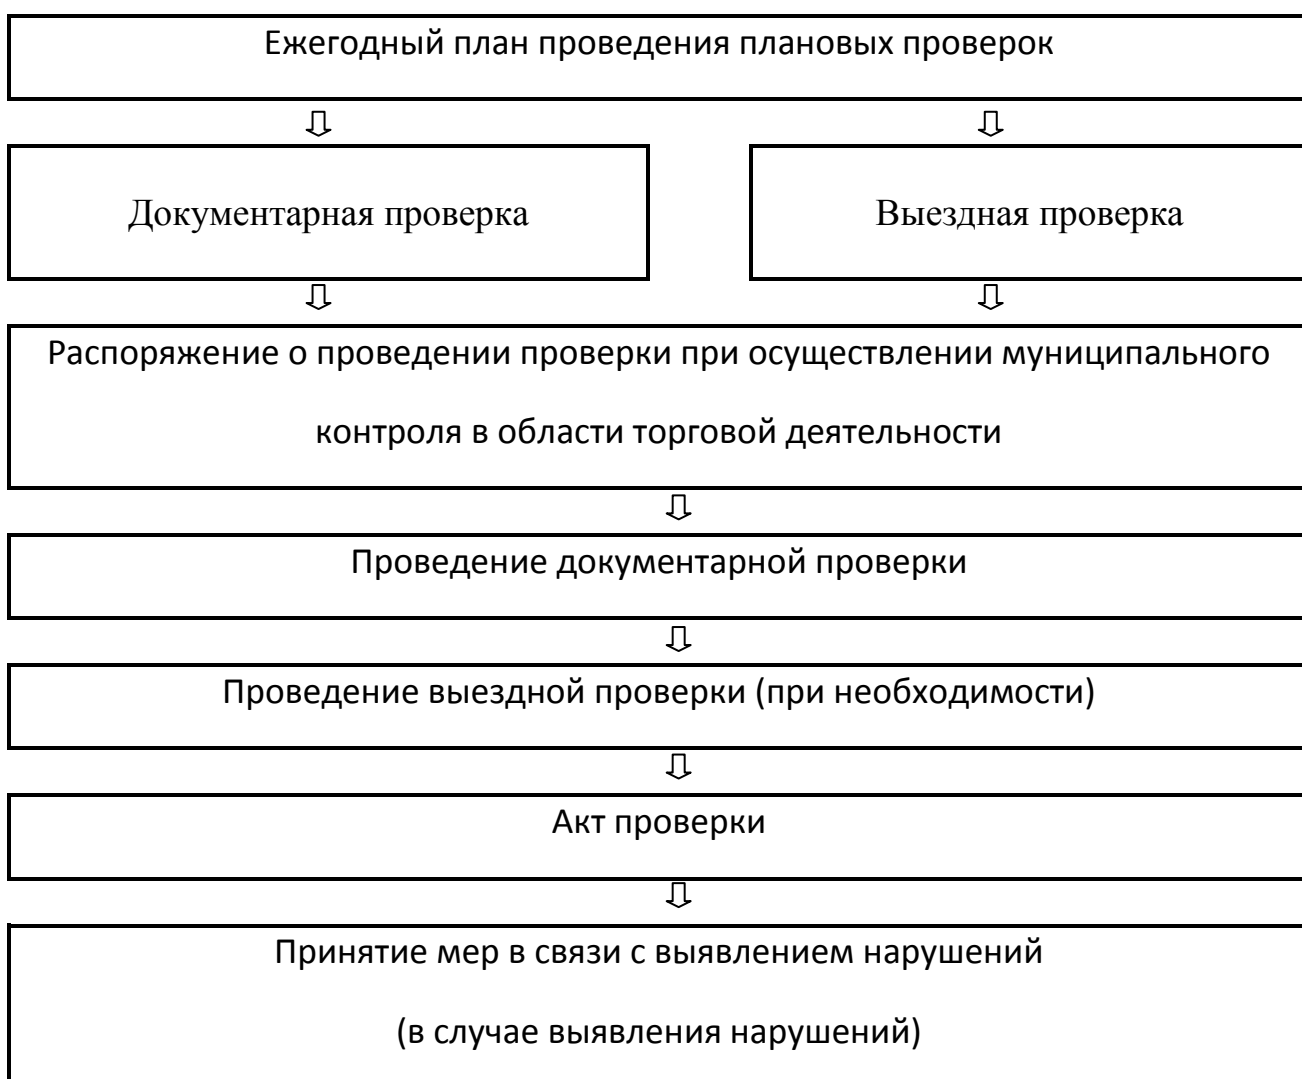 Ежегодный план проведения плановых проверок
Документарная проверка
Выездная проверка
Распоряжение о проведении проверки при осуществлении муниципального
контроля в области торговой деятельности
Проведение документарной проверки
Проведение выездной проверки (при необходимости)
Акт проверки
Принятие мер в связи с выявлением нарушений
(в случае выявления нарушений)